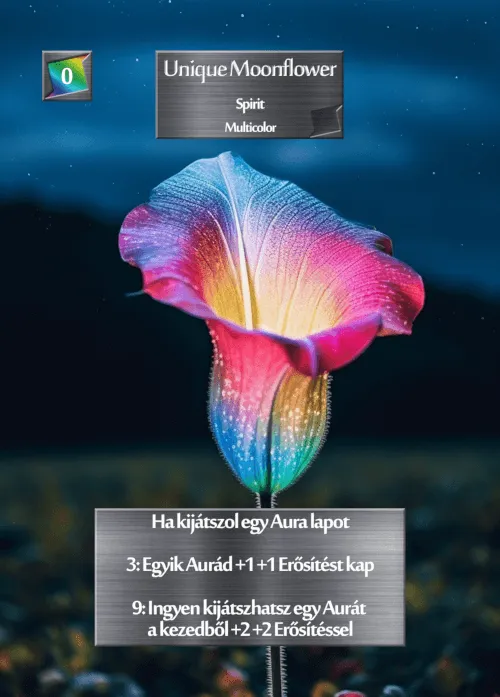 0
Unique Moonflower
Spirit
Multicolor
Ha kijátszol egy Aura lapot
3: Egyik Aurád +1 +1 Erősítést kap
9: Ingyen kijátszhatsz egy Aurát
a kezedből +2 +2 Erősítéssel